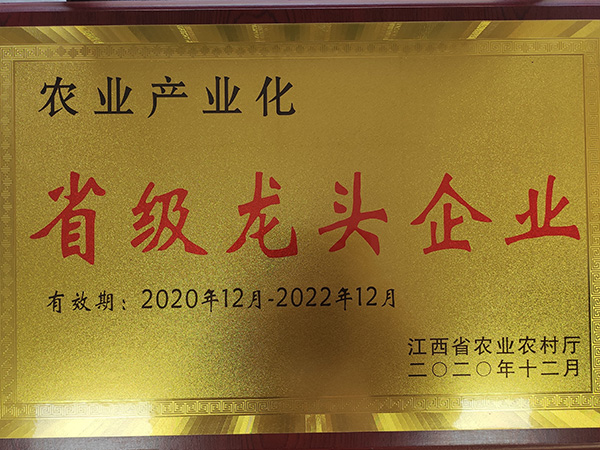 农业产业化
省级龙头企业
有效期：2020年12月-2022年12月
江西省农业农村厅
二〇二〇年十二月